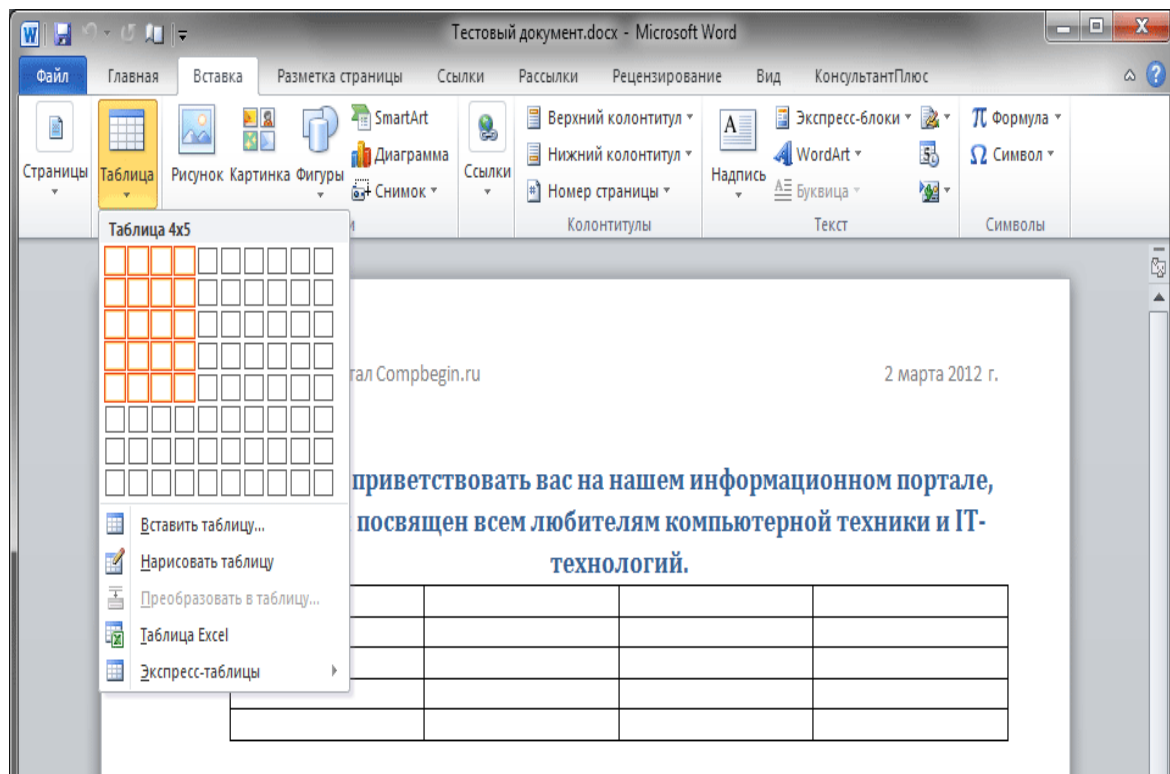 Тестовый документ.docx - Microsoft Word
Файл Главная Вставка Разметка страницы Ссылки Рассылки Рецензирование Вид КонсультантПлюс
Страницы
Таблица
Рисунок Картинка Фигуры
SmartArt
Диаграмма
Снимок
Ссылки
Верхний колонтитул
Нижний колонтитул
Номер страницы
Колонтитулы
Надпись
Экспресс-блоки
WordArt
Буквица
Текст
Формула
Символ
Символы
Таблица 4x5
Вставить таблицу...
Нарисовать таблицу
Преобразовать в таблицу...
Таблица Excel
Экспресс-таблицы
Compbegin.ru 2 марта 2012 г.
приветствовать вас на нашем информационном портале,
посвящен всем любителям компьютерной техники и IT-
технологий.